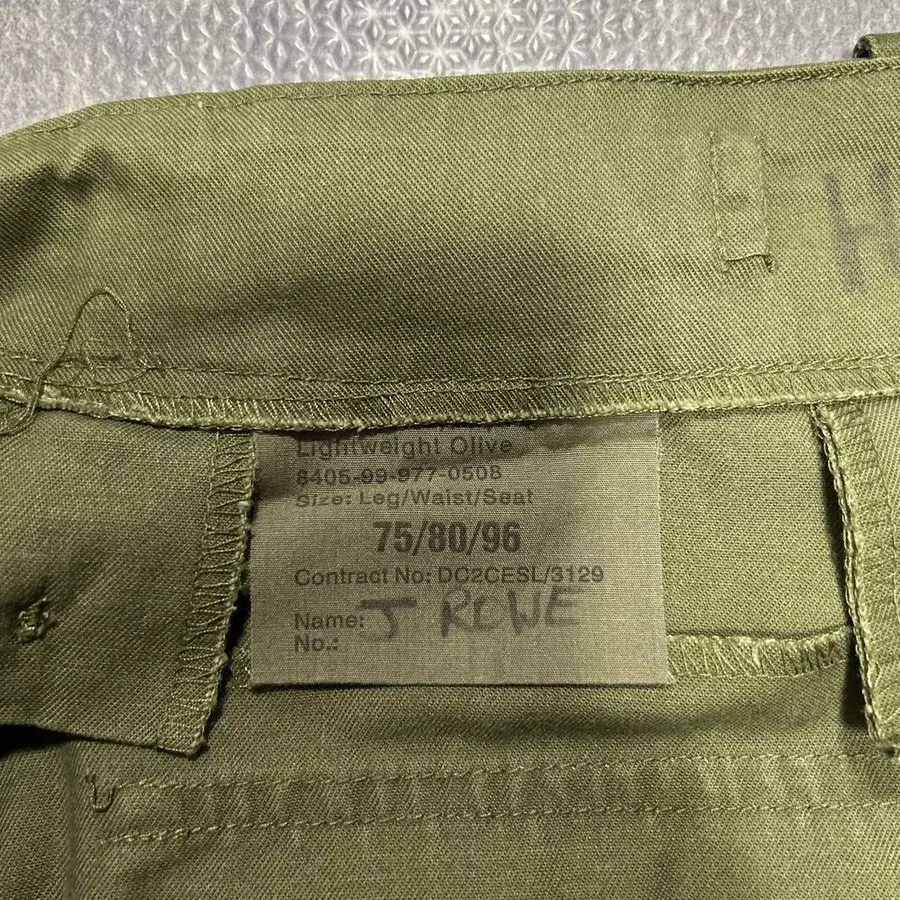 Lightweight Olive
8405-99-977-0508
Size: Leg/Waist/Seat
75/80/96
Contract No: DC2CESL/3129
Name: J ROWE
No.:
H